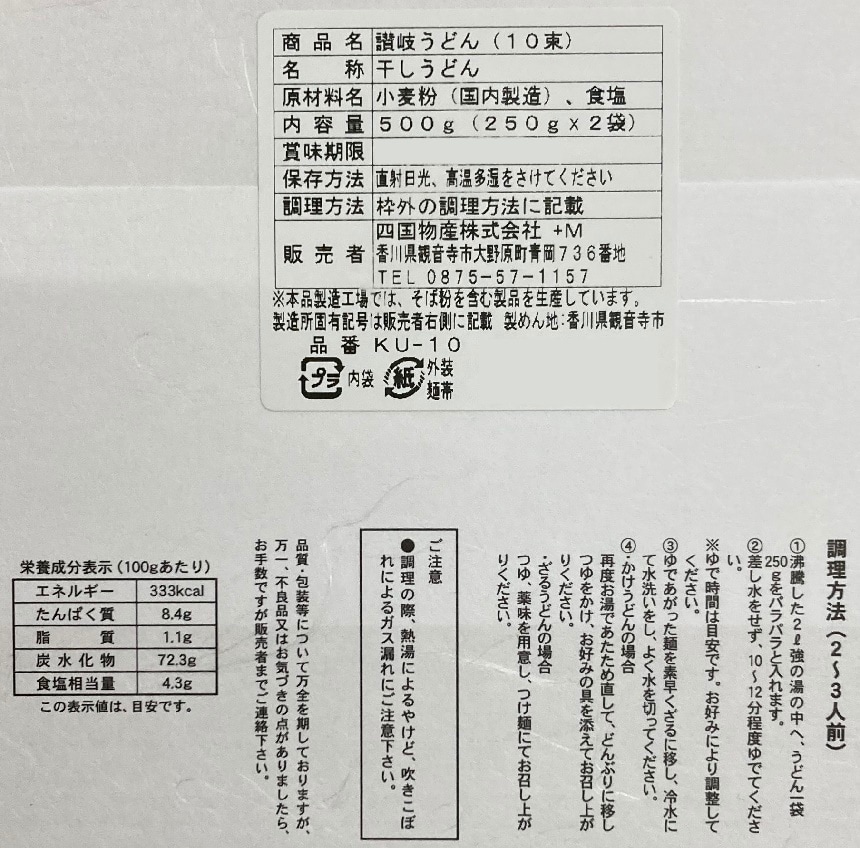 商品名 讃岐うどん（10束）
名称 干しうどん
原材料名 小麦粉（国内製造）、食塩
内容量 500g（250g×2袋）
賞味期限
保存方法 直射日光、高温多湿をさけてください
調理方法 枠外の調理方法に記載
販売者 四国物産株式会社 +M
香川県観音寺市大野原町青岡736番地
TEL 0875-57-1157
※本品製造工場では、そば粉を含む製品を生産しています。
製造所固有記号は販売者右側に記載 製めん地：香川県観音寺市
品番 KU-10
プラ 内袋 紙 外装
麺帯
調理方法（2～3人前）
①沸騰した2ℓ強の湯の中へ、うどん一袋
250gをバラバラと入れます。
②差し水をせず、10～12分程度ゆでてくださ
い。
※ゆで時間は目安です。お好みにより調整して
ください。
③ゆであがった麺を素早くざるに移し、冷水に
て水洗いをし、よく水を切ってください。
④・かけうどんの場合
再度お湯であたため直して、どんぶりに移し
つゆをかけ、お好みの具を添えてお召し上が
りください。
・ざるうどんの場合
つゆ、薬味を用意し、つけ麺にてお召し上が
りください。
ご注意
●調理の際、熱湯によるやけど、吹きこぼ
れによるガス漏れにご注意下さい。
品質・包装等について万全を期しておりますが、
万一、不良品又はお気づきの点がありましたら、
お手数ですが販売者までご連絡下さい。
栄養成分表示（100gあたり）
エネルギー 333kcal
たんぱく質 8.4g
脂質 1.1g
炭水化物 72.3g
食塩相当量 4.3g
この表示値は、目安です。